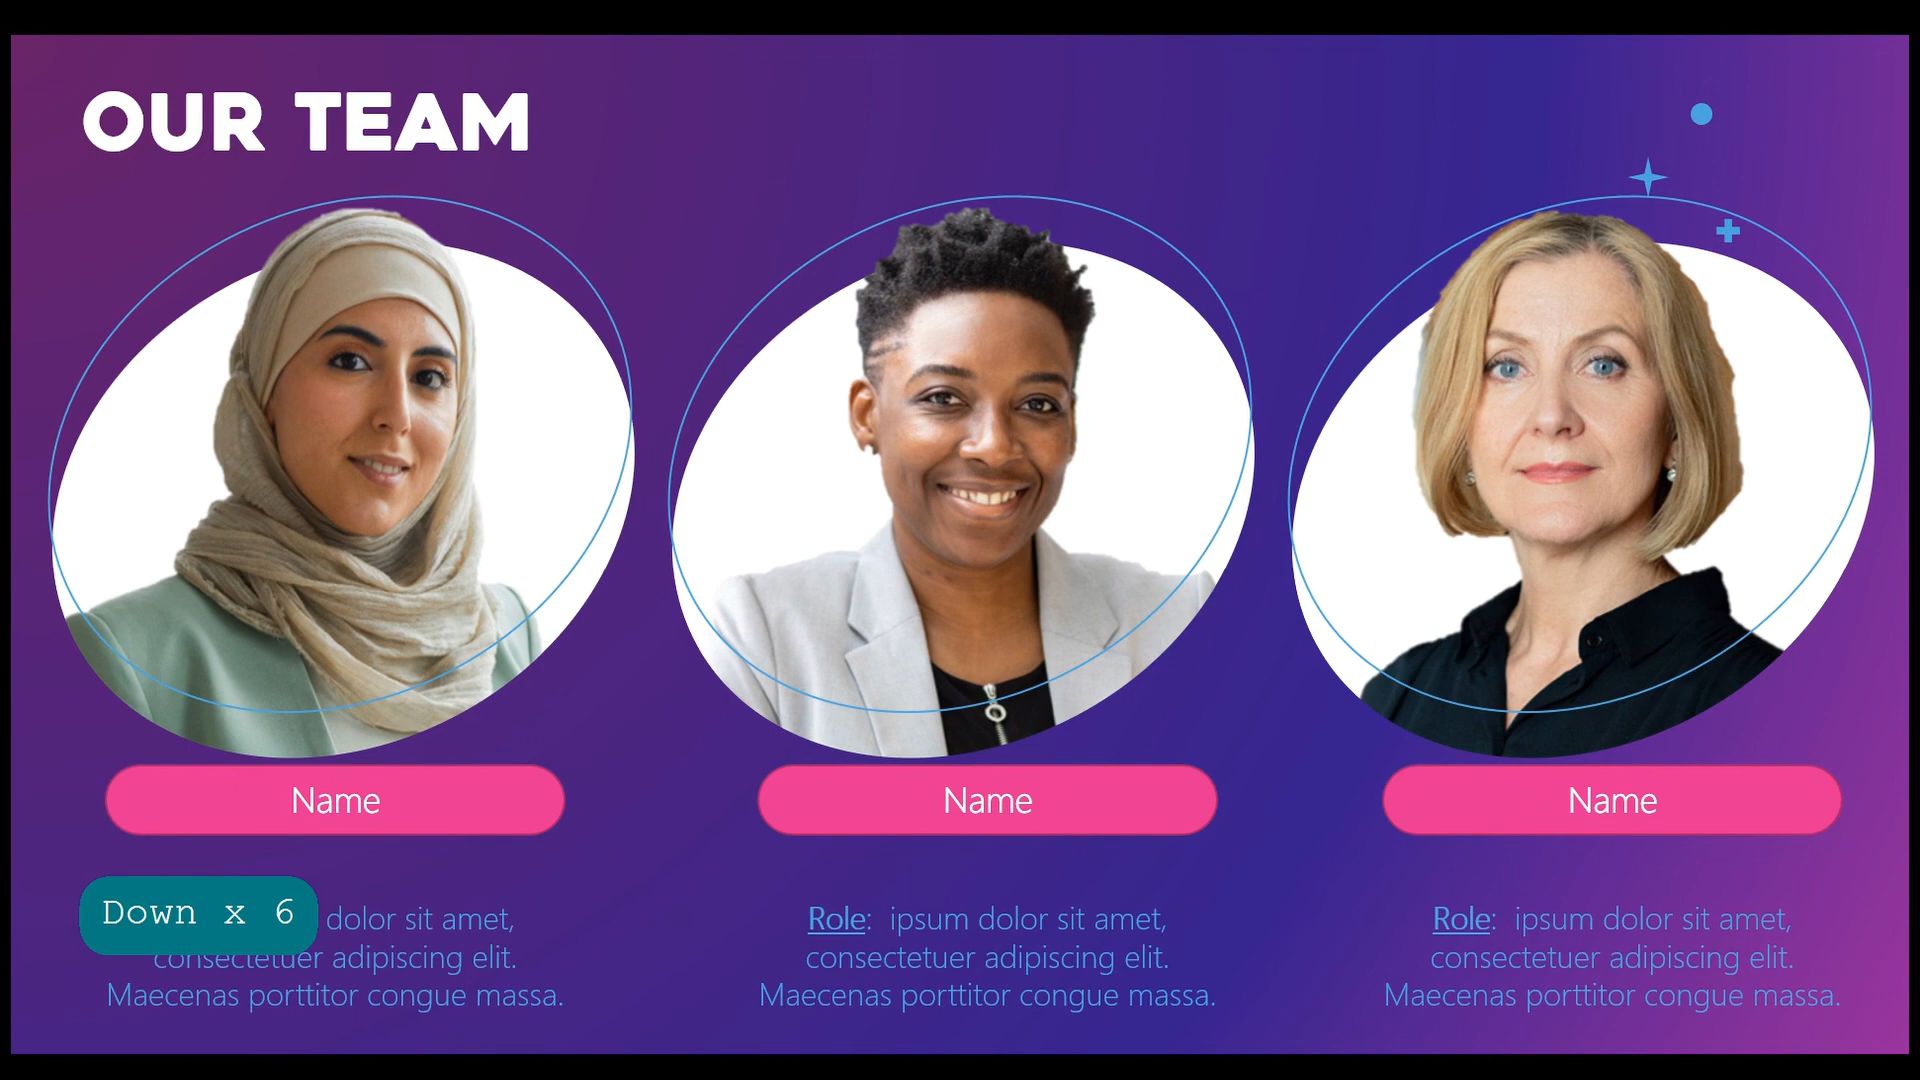 OUR TEAM
Name
Name
Name
Down x 6
dolor sit amet,
consectetuer adipiscing elit.
Maecenas porttitor congue massa.
Role: ipsum dolor sit amet,
consectetuer adipiscing elit.
Maecenas porttitor congue massa.
Role: ipsum dolor sit amet,
consectetuer adipiscing elit.
Maecenas porttitor congue massa.